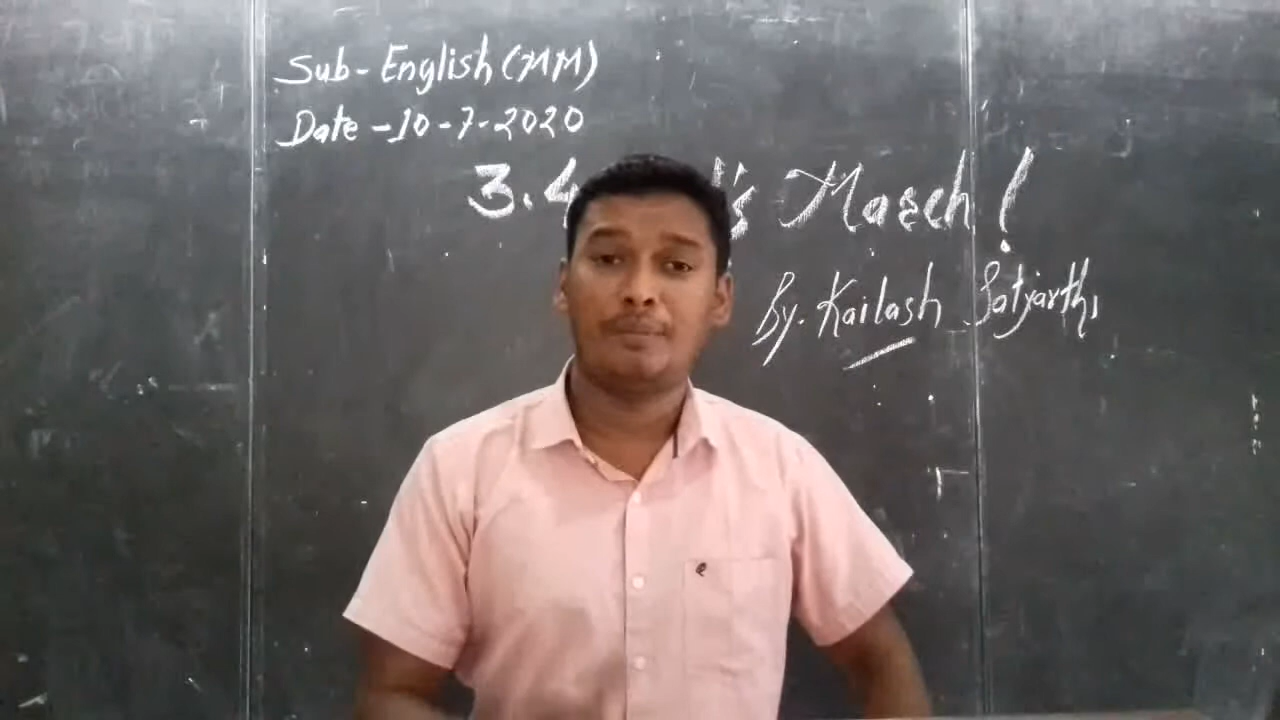 Sub- English (MM)
Date -10-7-2020
3.4 's March !
By. Kailash Satyarthi